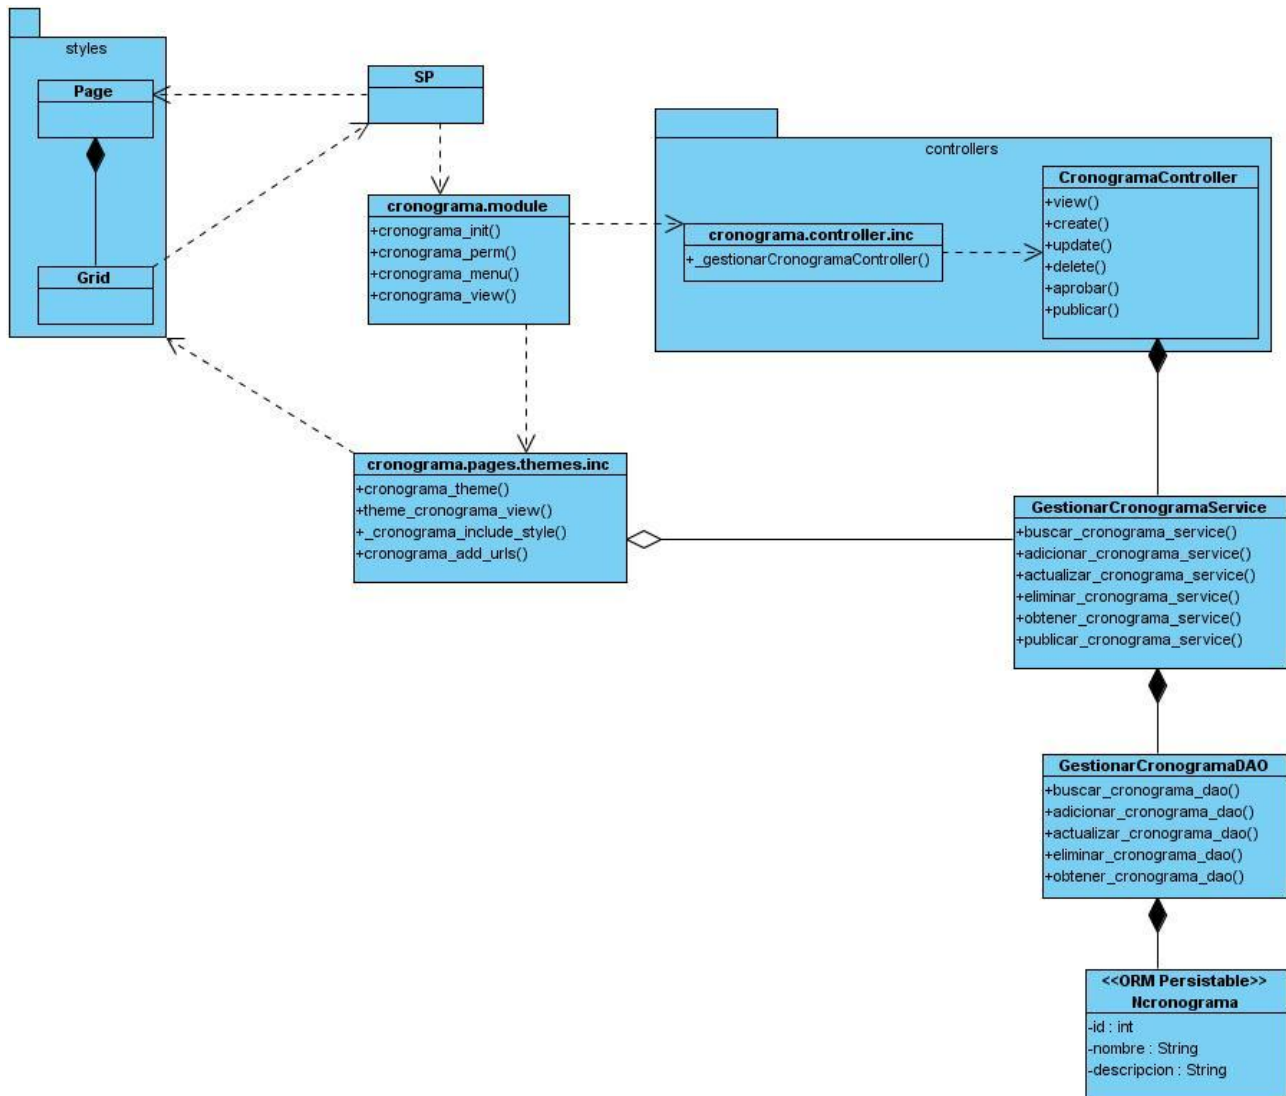 styles
Page
Grid
SP
cronograma.module
+cronograma_init()
+cronograma_perm()
+cronograma_menu()
+cronograma_view()
controllers
cronograma.controller.inc
+_gestionarCronogramaController()
CronogramaController
+view()
+create()
+update()
+delete()
+aprobar()
+publicar()
cronograma.pages.themes.inc
+cronograma_theme()
+theme_cronograma_view()
+_cronograma_include_style()
+cronograma_add_urls()
GestionarCronogramaService
+buscar_cronograma_service()
+adicionar_cronograma_service()
+actualizar_cronograma_service()
+eliminar_cronograma_service()
+obtener_cronograma_service()
+publicar_cronograma_service()
GestionarCronogramaDAO
+buscar_cronograma_dao()
+adicionar_cronograma_dao()
+actualizar_cronograma_dao()
+eliminar_cronograma_dao()
+obtener_cronograma_dao()
<<ORM Persistable>>
Ncronograma
-id : int
-nombre : String
-descripcion : String